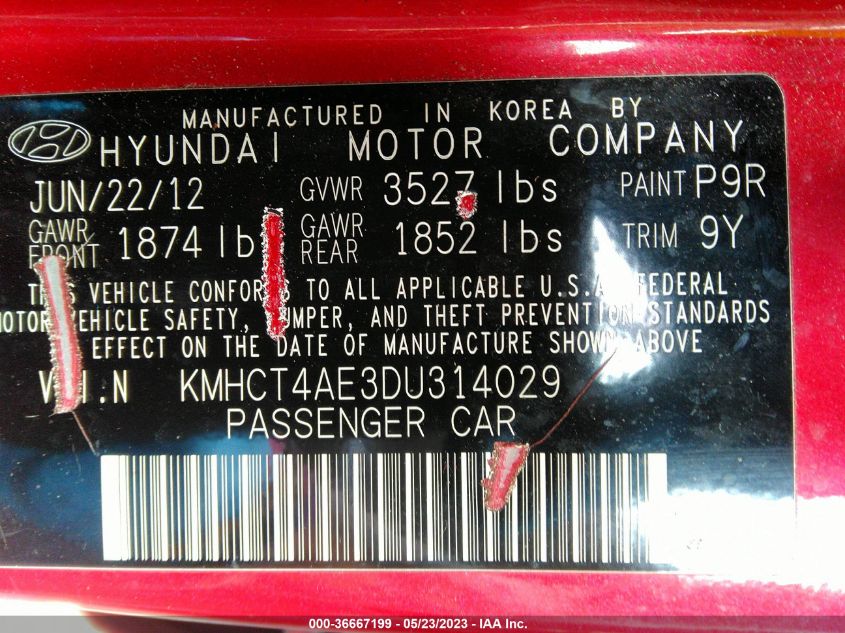 MANUFACTURED IN KOREA BY
HYUNDAI MOTOR COMPANY
JUN/22/12 GVWR 3527 lbs PAINT P9R
GAWR FRONT 1874 lb GAWR REAR 1852 lbs TRIM 9Y
VEHICLE TO ALL APPLICABLE U.S.A. FEDERAL
VEHICLE SAFETY, AND THEFT PREVENTION STANDARDS
EFFECT ON THE DATE OF MANUFACTURE SHOWN ABOVE
V.I.N KMHCT4AE3DU314029
PASSENGER CAR
000-36667199 — 05/23/2023 - IAA Inc.